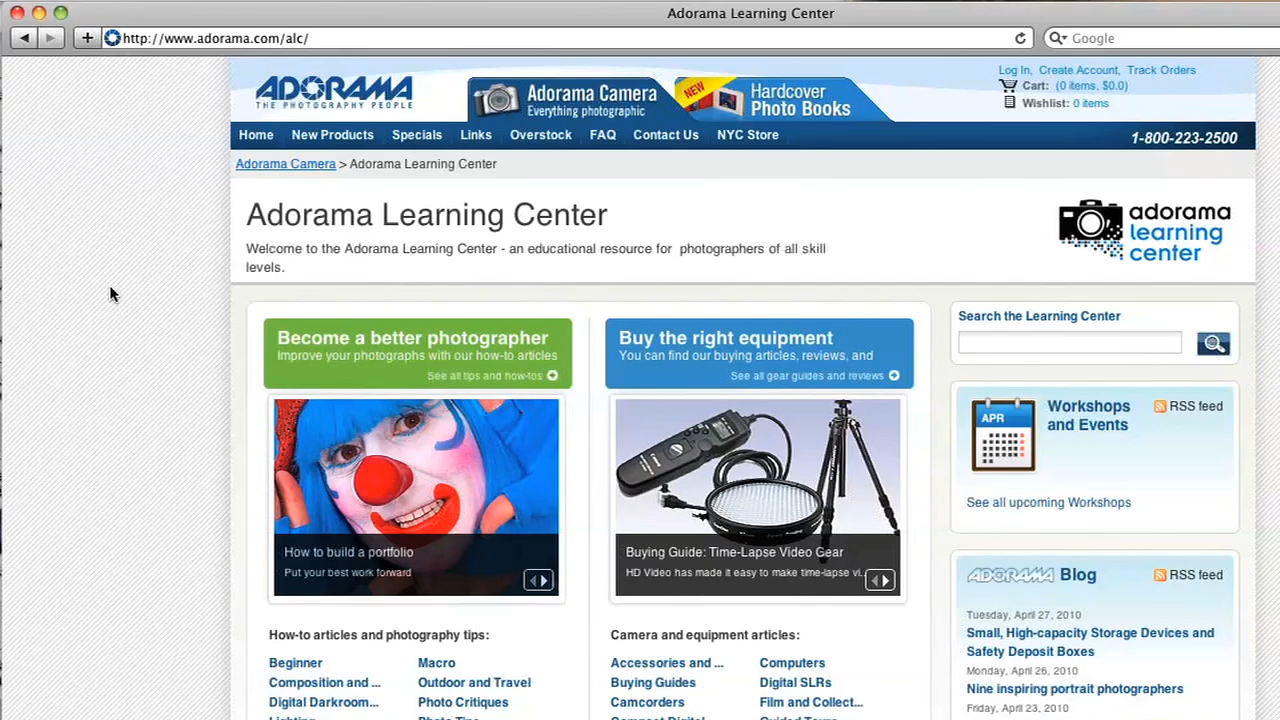 Adorama Learning Center
http://www.adorama.com/alc/
Google
ADORAMA
THE PHOTOGRAPHY PEOPLE
Adorama Camera
Everything photographic
NEW
Hardcover
Photo Books
Log In, Create Account, Track Orders
Cart: (0 items, $0.0)
Wishlist: 0 items
Home New Products Specials Links Overstock FAQ Contact Us NYC Store
1-800-223-2500
Adorama Camera > Adorama Learning Center
Adorama Learning Center
Welcome to the Adorama Learning Center - an educational resource for photographers of all skill
levels.
adorama
learning
center
Become a better photographer
Improve your photographs with our how-to articles
See all tips and how-tos
Buy the right equipment
You can find our buying articles, reviews, and
See all gear guides and reviews
Search the Learning Center
How to build a portfolio
Put your best work forward
Buying Guide: Time-Lapse Video Gear
HD Video has made it easy to make time-lapse vi...
APR
Workshops
and Events
RSS feed
See all upcoming Workshops
ADORAMA Blog
RSS feed
Tuesday, April 27, 2010
Small, High-capacity Storage Devices and
Safety Deposit Boxes
Monday, April 26, 2010
Nine inspiring portrait photographers
Friday, April 23, 2010
How-to articles and photography tips:
Beginner
Composition and ...
Digital Darkroom...
Macro
Outdoor and Travel
Photo Critiques
Camera and equipment articles:
Accessories and ...
Buying Guides
Camcorders
Computers
Digital SLRs
Film and Collect...